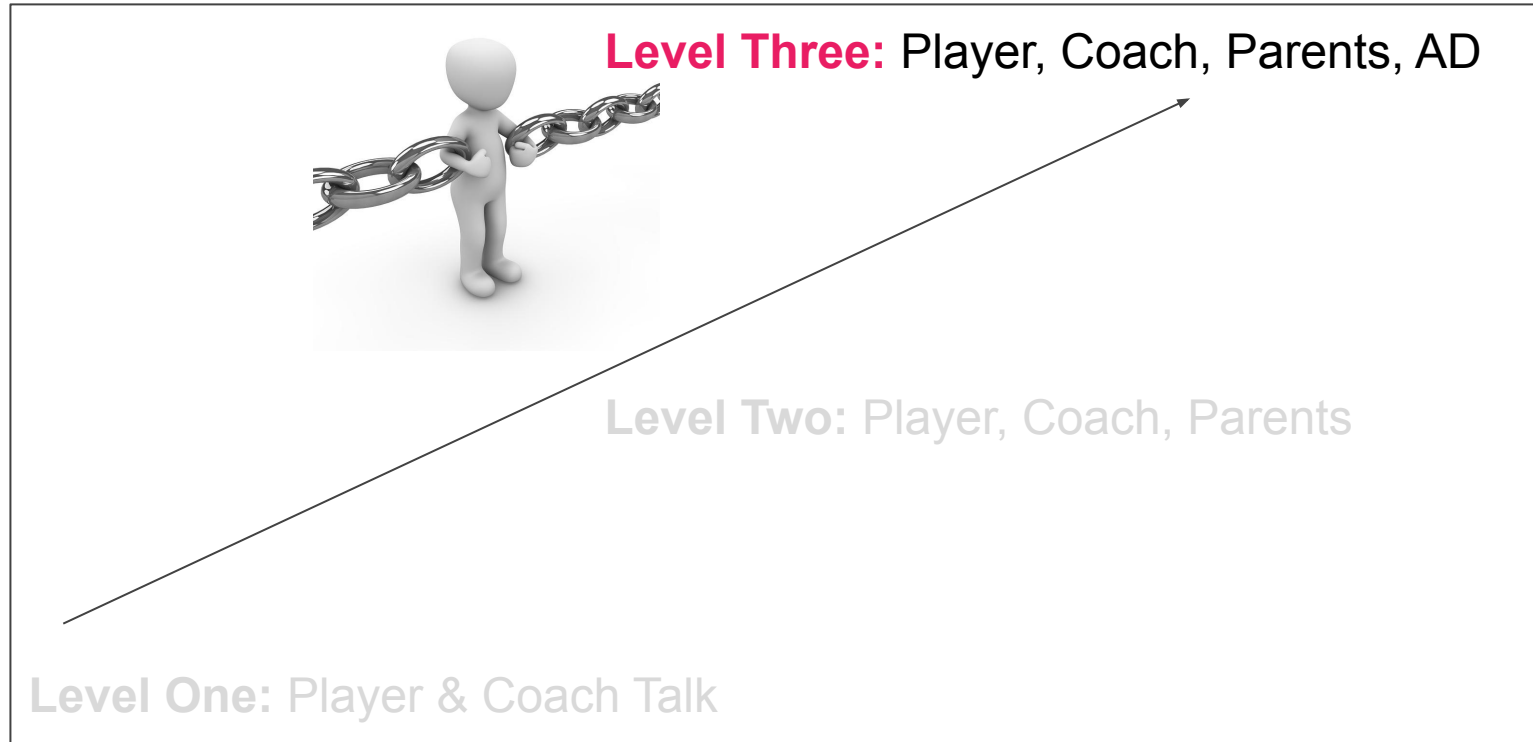 Level Three: Player, Coach, Parents, AD
Level Two: Player, Coach, Parents
Level One: Player & Coach Talk